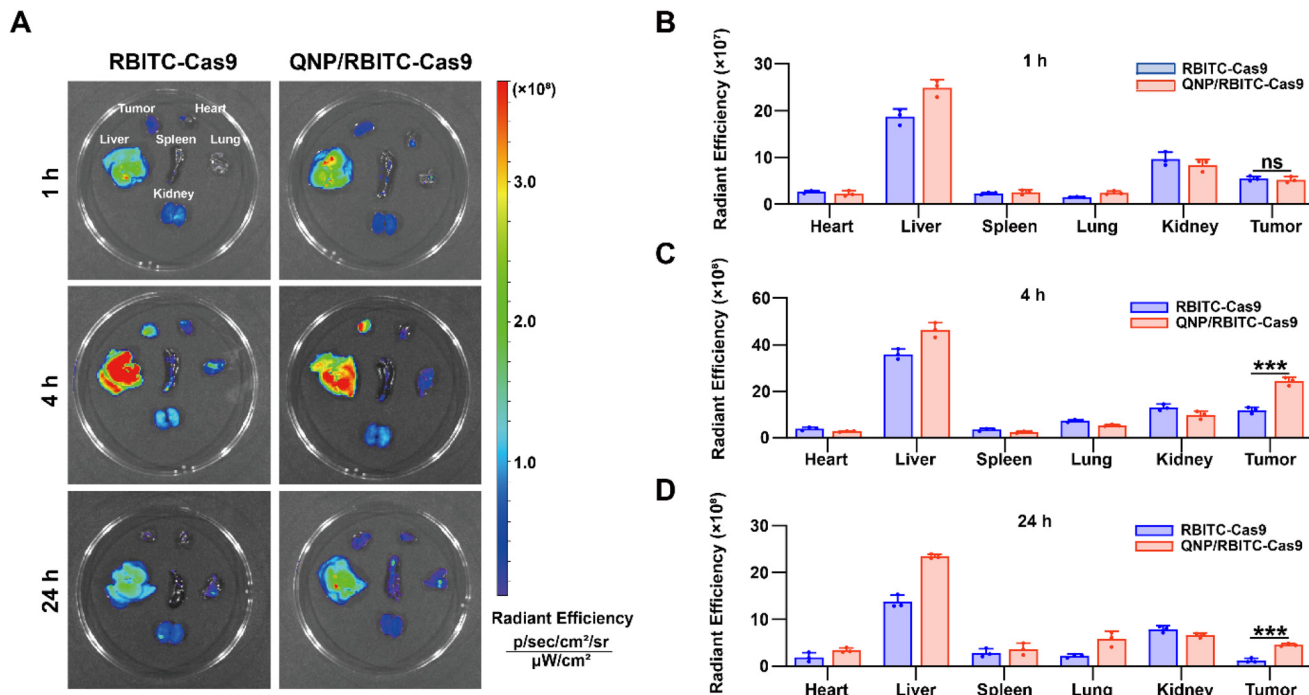 A
RBITC-Cas9
QNP/RBITC-Cas9
1 h
Tumor
Heart
Liver
Spleen
Lung
Kidney
4 h
24 h
(×10⁸)
3.0
2.0
1.0
Radiant Efficiency
p/sec/cm²/sr
µW/cm²
B
1 h
RBITC-Cas9
QNP/RBITC-Cas9
Radiant Efficiency (×10⁷)
30
20
10
0
ns
Heart Liver Spleen Lung Kidney Tumor
C
4 h
RBITC-Cas9
QNP/RBITC-Cas9
Radiant Efficiency (×10⁸)
60
40
20
0
***
Heart Liver Spleen Lung Kidney Tumor
D
24 h
RBITC-Cas9
QNP/RBITC-Cas9
Radiant Efficiency (×10⁸)
30
20
10
0
***
Heart Liver Spleen Lung Kidney Tumor